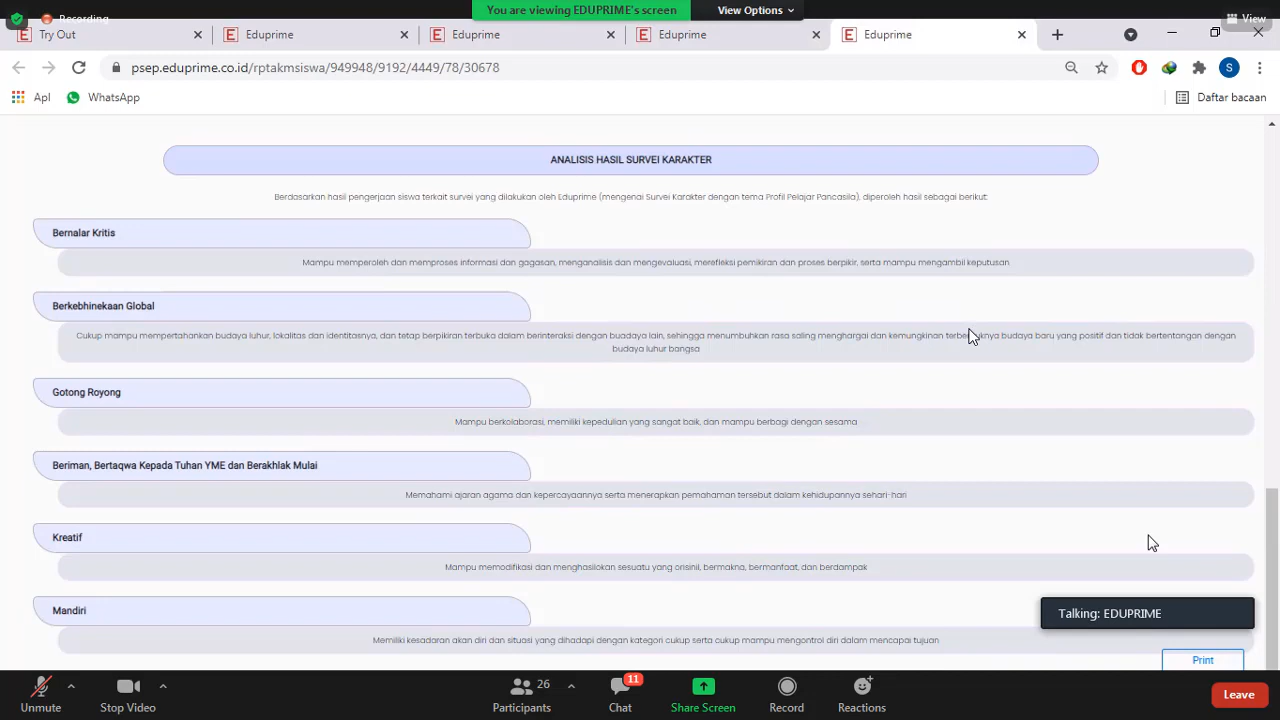 You are viewing EDUPRIME's screen
View Options
Recording
View
Try Out
Eduprime
Eduprime
Eduprime
Eduprime
psep.eduprime.co.id/rptakmsiswa/949948/9192/4449/78/30678
S
Apl
WhatsApp
Daftar bacaan
ANALISIS HASIL SURVEI KARAKTER
Berdasarkan hasil pengerjaan siswa terkait survei yang dilakukan oleh Eduprime (mengenai Survei Karakter dengan tema Profil Pelajar Pancasila), diperoleh hasil sebagai berikut:
Bernalar Kritis
Mampu memperoleh dan memproses informasi dan gagasan, menganalisis dan mengevaluasi, merefleksi pemikiran dan proses berpikir, serta mampu mengambil keputusan.
Berkebhinekaan Global
Cukup mampu mempertahankan budaya luhur, lokalitas dan identitasnya, dan tetap berpikiran terbuka dalam berinteraksi dengan buadaya lain, sehingga menumbuhkan rasa saling menghargai dan kemungkinan budaya baru yang positif dan tidak bertentangan dengan
budaya luhur bangsa
Gotong Royong
Mampu berkolaborasi, memiliki kepedulian yang sangat baik, dan mampu berbagi dengan sesama
Beriman, Bertaqwa Kepada Tuhan YME dan Berakhlak Mulai
Memahami ajaran agama dan kepercayaannya serta menerapkan pemahaman tersebut dalam kehidupannya sehari-hari
Kreatif
Mampu memodifikasi dan menghasilokan sesuatu yang orisinil, bermakna, bermanfaat, dan berdampak
Mandiri
Talking: EDUPRIME
Memiliki kesadaran akan diri dan situasi yang dihadapi dengan kategori cukup serta cukup mampu mengontrol diri dalam mencapai tujuan
Print
26
11
Unmute
Stop Video
Participants
Chat
Share Screen
Record
Reactions
Leave